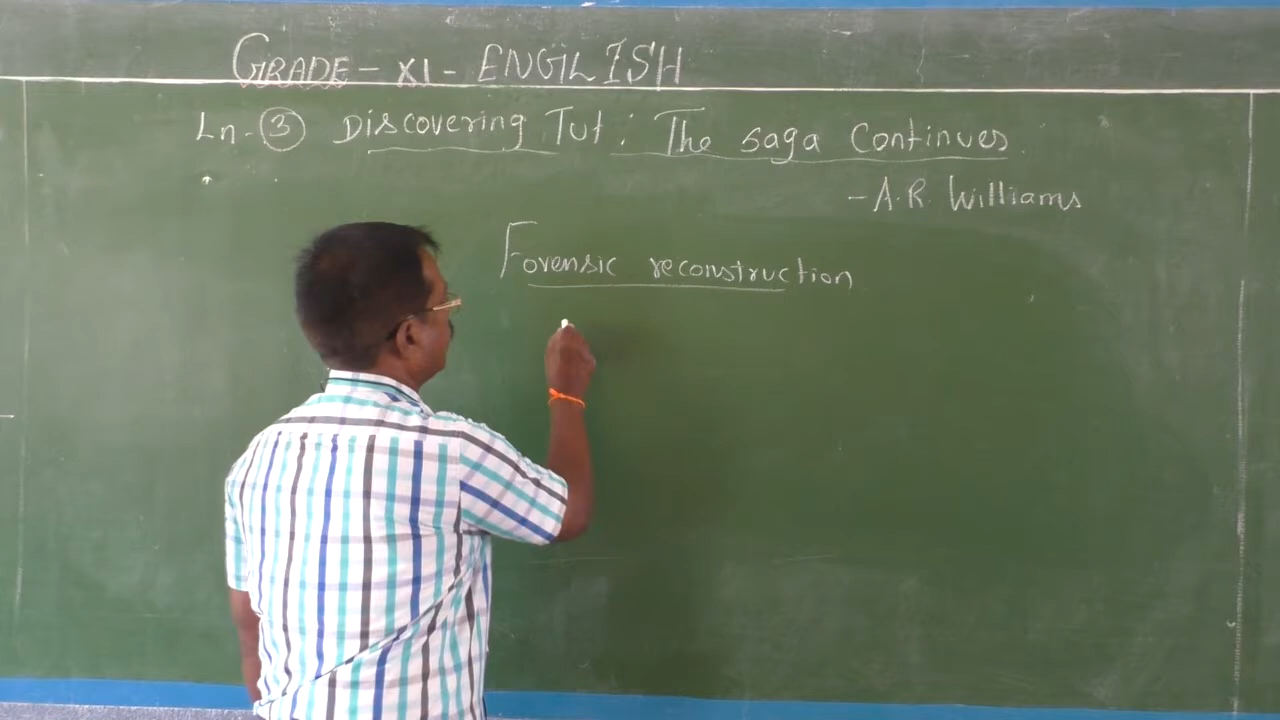 GRADE - XI - ENGLISH
Ln. 3 Discovering Tut : The saga Continues
- A.R. Williams
Forensic reconstruction